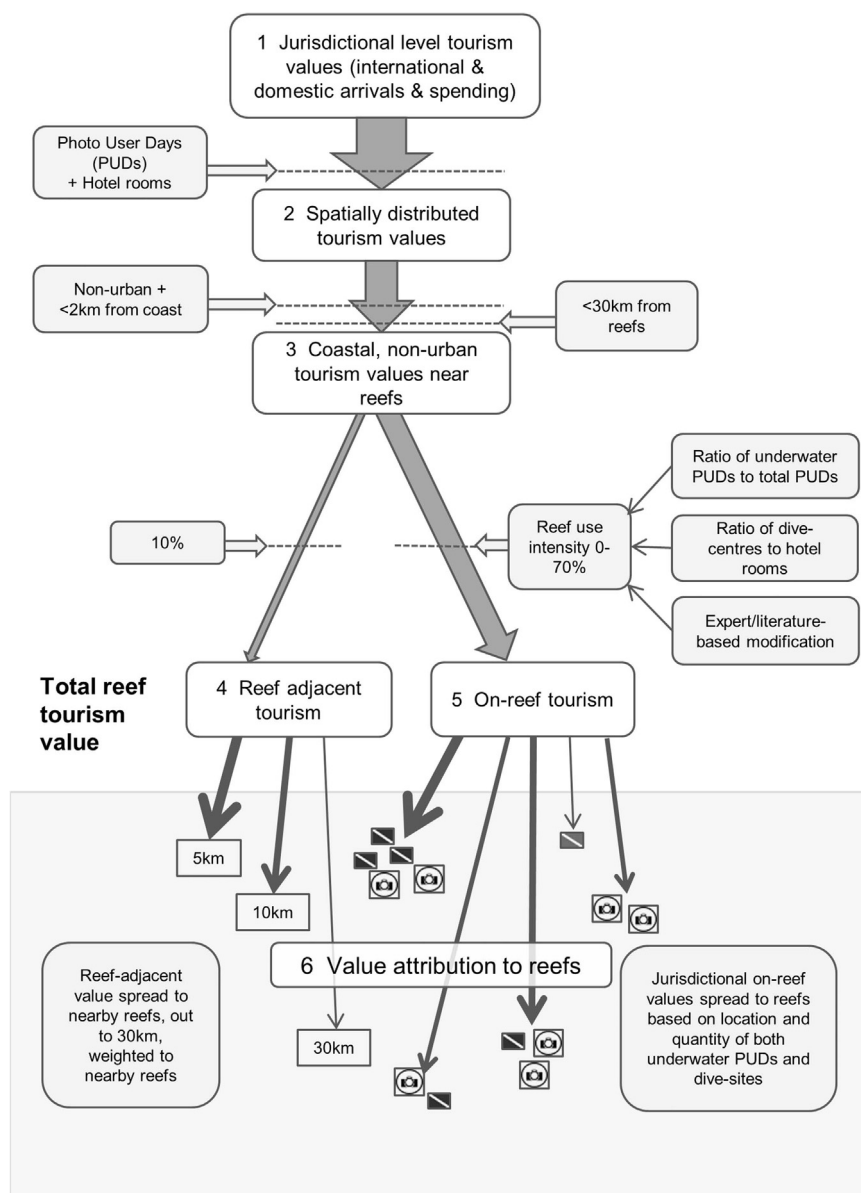 1 Jurisdictional level tourism
values (international &
domestic arrivals & spending)
Photo User Days
(PUDs)
+ Hotel rooms
2 Spatially distributed
tourism values
Non-urban +
<2km from coast
<30km from
reefs
3 Coastal, non-urban
tourism values near
reefs
Ratio of underwater
PUDs to total PUDs
10%
Reef use
intensity 0-
70%
Ratio of dive-
centres to hotel
rooms
Expert/literature-
based modification
Total reef
tourism
value
4 Reef adjacent
tourism
5 On-reef tourism
5km
10km
6 Value attribution to reefs
Reef-adjacent
value spread to
nearby reefs, out
to 30km,
weighted to
nearby reefs
30km
Jurisdictional on-reef
values spread to reefs
based on location and
quantity of both
underwater PUDs and
dive-sites